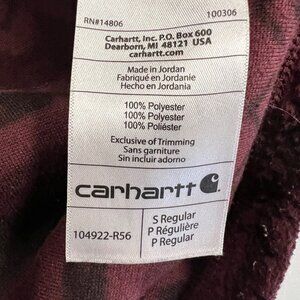 RN#14806 100306
Carhartt, Inc. P.O. Box 600
Dearborn, MI 48121 USA
carhartt.com
Made in Jordan
Fabriqué en Jordanie
Hecho en Jordania
100% Polyester
100% Polyester
100% Poliéster
Exclusive of Trimming
Sans garniture
Sin incluir adorno
carhartt
104922-R56
S Regular
P Régulière
P Regular